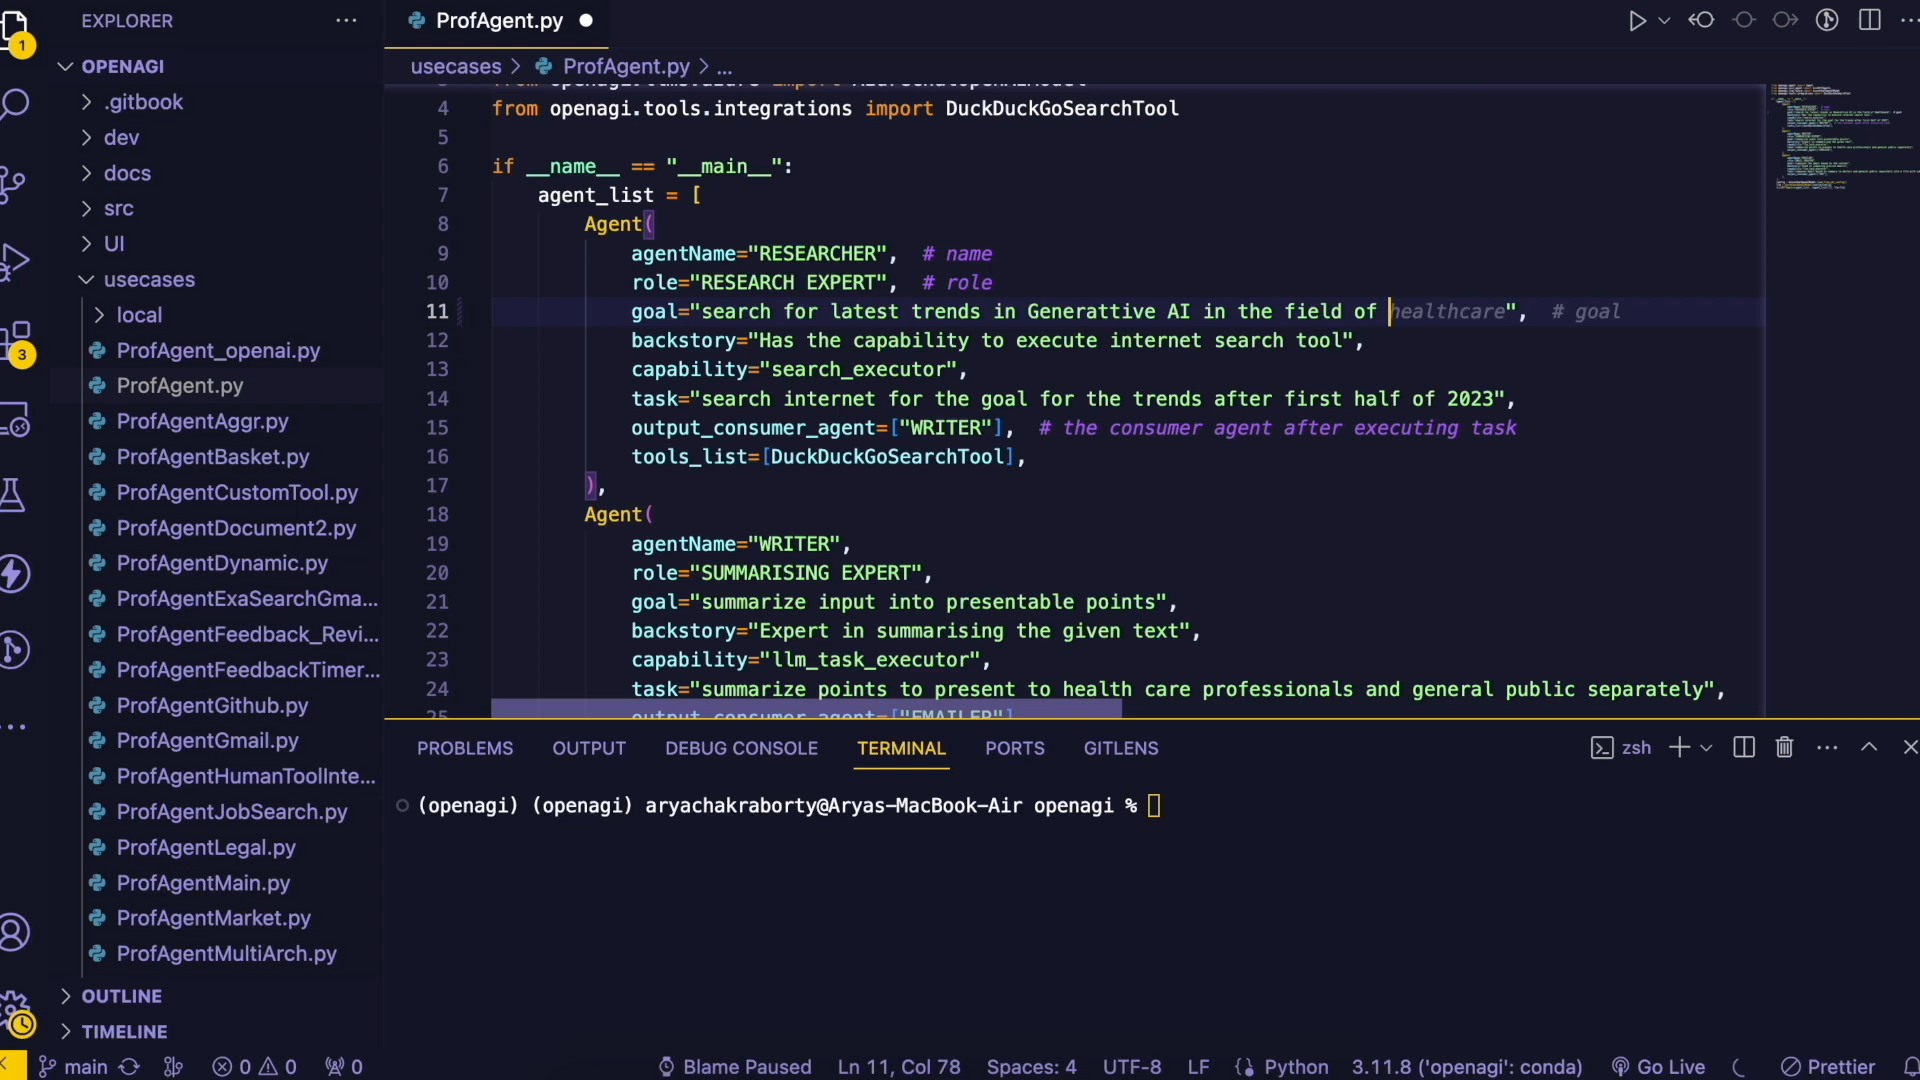 EXPLORER
ProfAgent.py
1
OPENAGI
usecases > ProfAgent.py > ...
.gitbook
dev
docs
src
UI
usecases
local
ProfAgent_openai.py
ProfAgent.py
ProfAgentAggr.py
ProfAgentBasket.py
ProfAgentCustomTool.py
ProfAgentDocument2.py
ProfAgentDynamic.py
ProfAgentExaSearchGma...
ProfAgentFeedback_Revi...
ProfAgentFeedbackTimer...
ProfAgentGithub.py
ProfAgentGmail.py
ProfAgentHumanToolInte...
ProfAgentJobSearch.py
ProfAgentLegal.py
ProfAgentMain.py
ProfAgentMarket.py
ProfAgentMultiArch.py
OUTLINE
TIMELINE
3
4 from openagi.tools.integrations import DuckDuckGoSearchTool
5
6 if __name__ == "__main__":
7 agent_list = [
8 Agent(
9 agentName="RESEARCHER", # name
10 role="RESEARCH EXPERT", # role
11 goal="search for latest trends in Generattive AI in the field of healthcare", # goal
12 backstory="Has the capability to execute internet search tool",
13 capability="search_executor",
14 task="search internet for the goal for the trends after first half of 2023",
15 output_consumer_agent=["WRITER"], # the consumer agent after executing task
16 tools_list=[DuckDuckGoSearchTool],
17 ),
18 Agent(
19 agentName="WRITER",
20 role="SUMMARISING EXPERT",
21 goal="summarize input into presentable points",
22 backstory="Expert in summarising the given text",
23 capability="llm_task_executor",
24 task="summarize points to present to health care professionals and general public separately",
25 output_consumer_agent=["EMAILER"]
PROBLEMS OUTPUT DEBUG CONSOLE TERMINAL PORTS GITLENS
zsh
(openagi) (openagi) aryachakraborty@Aryas-MacBook-Air openagi %
main 0 0 0 Blame Paused Ln 11, Col 78 Spaces: 4 UTF-8 LF Python 3.11.8 ('openagi': conda) Go Live Prettier